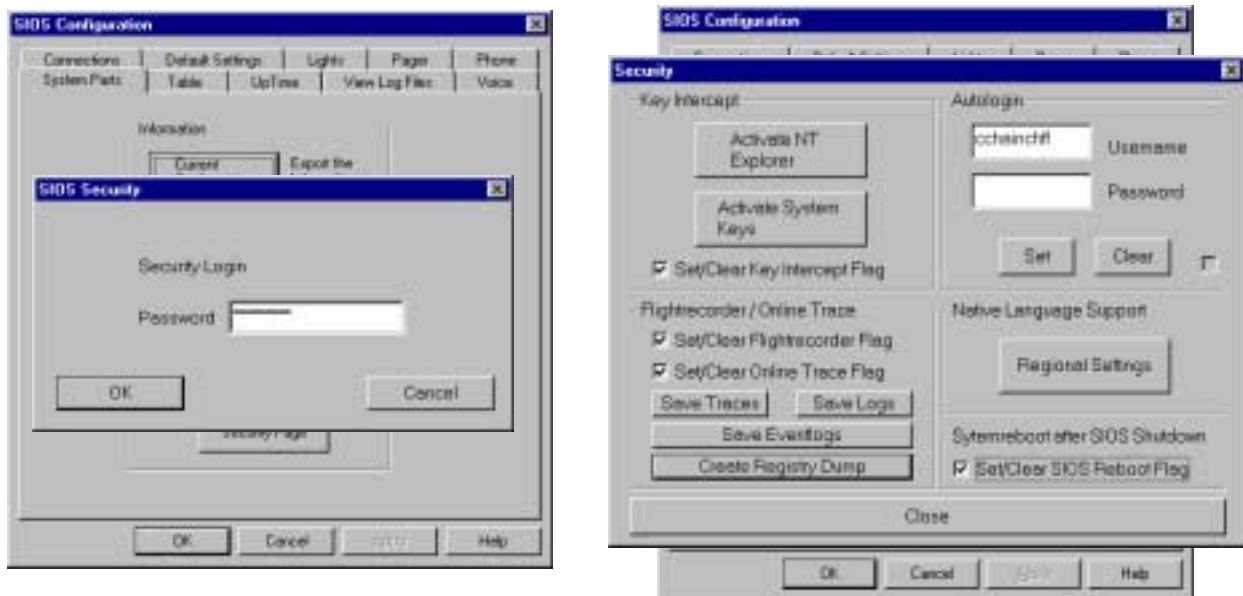 SIOS Configuration
Connections Default Settings Lights Pager Phone
System Parts Table UpTime View Log Files Voice
Information
Current
Export the
SIOS Security
Security Login
Password
OK Cancel
Security Page
OK Cancel Apply Help
SIOS Configuration
Security
Key Intercept
Activate NT
Explorer
Activate System
Keys
Set/Clear Key Intercept Flag
Autologin
Username
Password
Set Clear
Flightrecorder / Online Trace
Set/Clear Flightrecorder Flag
Set/Clear Online Trace Flag
Save Traces Save Logs
Save Eventlogs
Create Registry Dump
Native Language Support
Regional Settings
Sytemreboot after SIOS Shutdown
Set/Clear SIOS Reboot Flag
Close
OK Cancel Apply Help